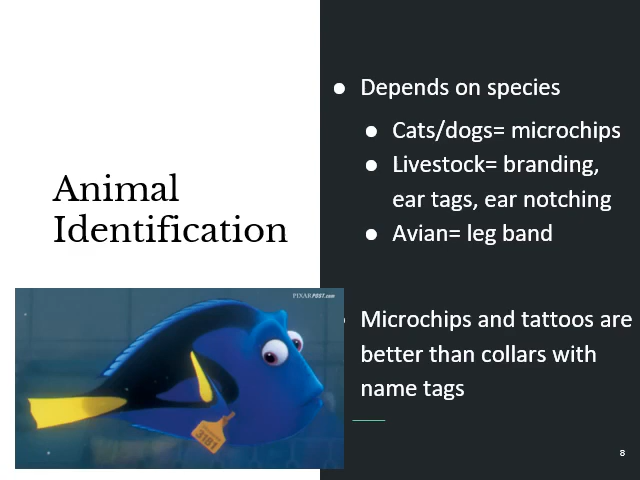 Animal
Identification
Depends on species
Cats/dogs= microchips
Livestock= branding,
ear tags, ear notching
Avian= leg band
Microchips and tattoos are
better than collars with
name tags
PIXARPOST.com
3181
8